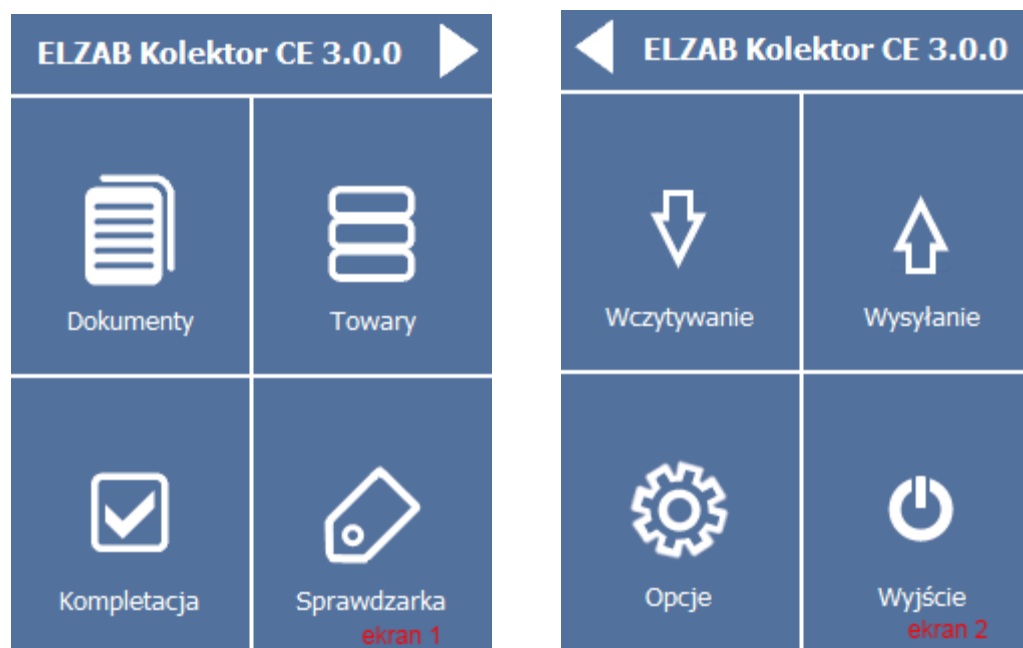 ELZAB Kolektor CE 3.0.0
Dokumenty
Towary
Kompletacja
Sprawdzarka
ekran 1
ELZAB Kolektor CE 3.0.0
Wczytywanie
Wysyłanie
Opcje
Wyjście
ekran 2